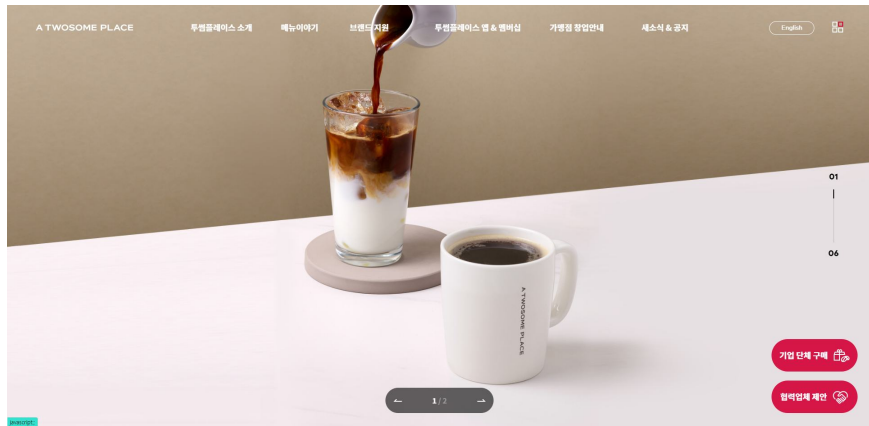 A TWOSOME PLACE
투썸플레이스 소개
메뉴이야기
브랜드 지원
투썸플레이스 앱 & 멤버십
가맹점 창업안내
새소식 & 공지
English
01
06
A TWOSOME PLACE
기업 단체 구매
협력업체 제안
1 / 2
javascript: